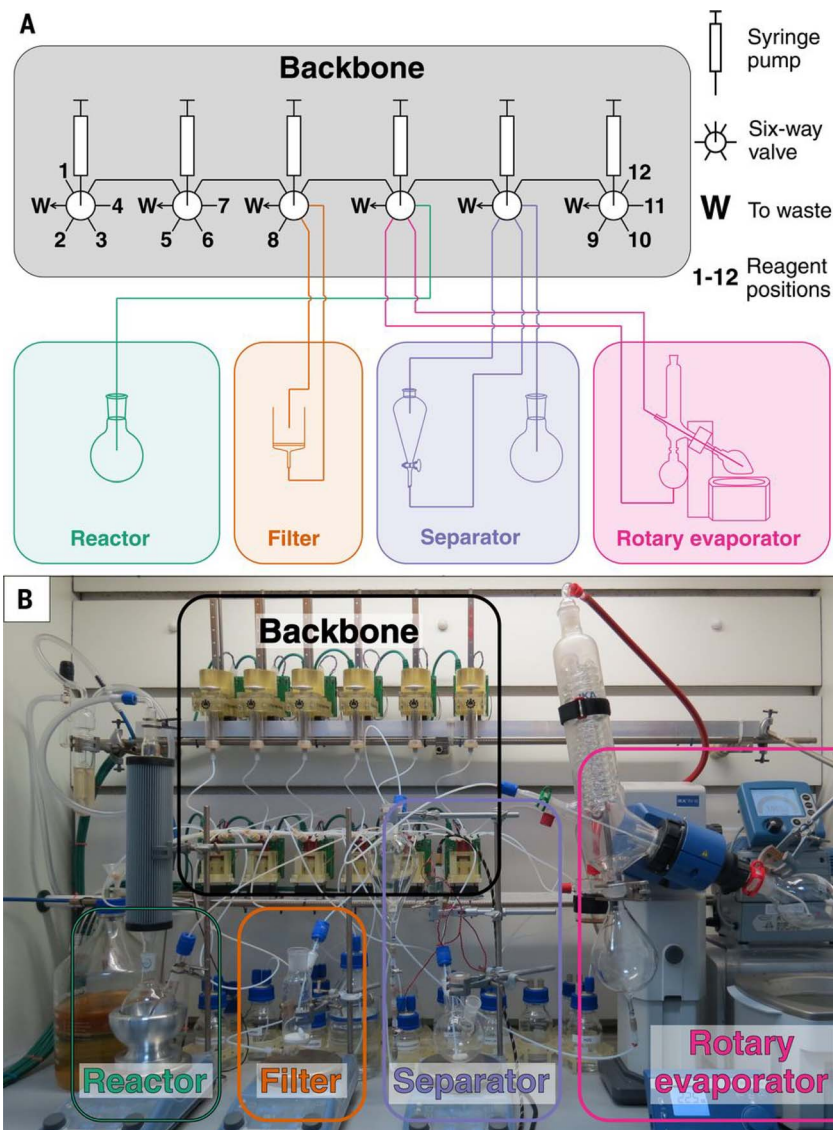 A
Backbone
Syringe
pump
Six-way
valve
W To waste
1-12 Reagent
positions
1
12
W 4
W 7
W
W
W
W 11
2 3
5 6
8
9 10
Reactor
Filter
Separator
Rotary evaporator
B
Backbone
Reactor
Filter
Separator
Rotary
evaporator